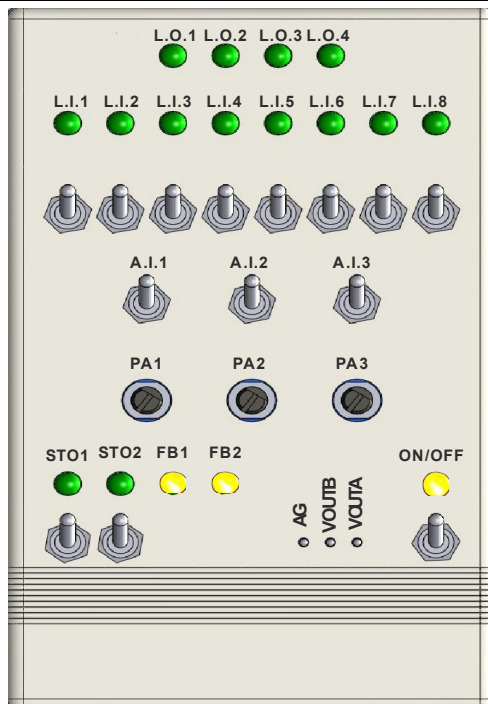 L.O.1 L.O.2 L.O.3 L.O.4
L.I.1 L.I.2 L.I.3 L.I.4 L.I.5 L.I.6 L.I.7 L.I.8
A.I.1 A.I.2 A.I.3
PA1 PA2 PA3
STO1 STO2 FB1 FB2 ON/OFF
AG
VOUTB
VOUTA